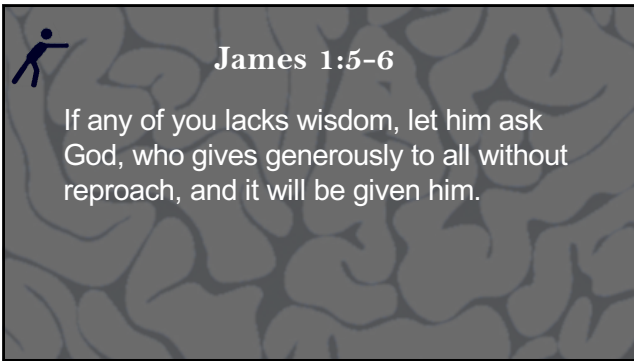 James 1:5-6
If any of you lacks wisdom, let him ask
God, who gives generously to all without
reproach, and it will be given him.